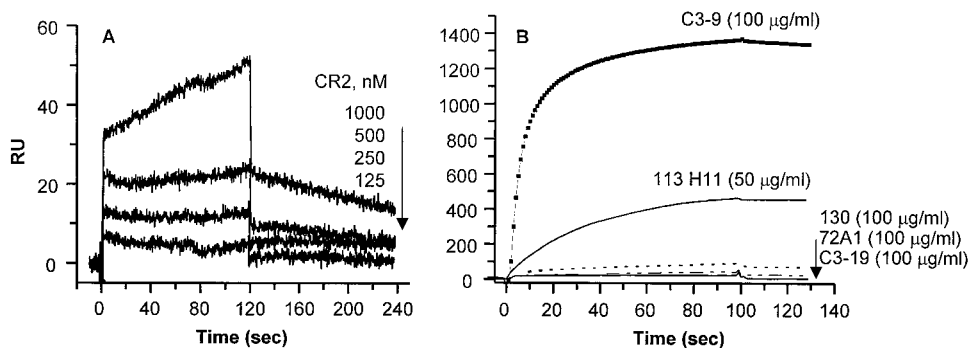 A
60
40
20
0
RU
CR2, nM
1000
500
250
125
0
40
80
120
160
200
240
Time (sec)
B
1400
1200
1000
800
600
400
200
0
C3-9 (100 µg/ml)
113 H11 (50 µg/ml)
130 (100 µg/ml)
72A1 (100 µg/ml)
C3-19 (100 µg/ml)
0
20
40
60
80
100
120
Time (sec)